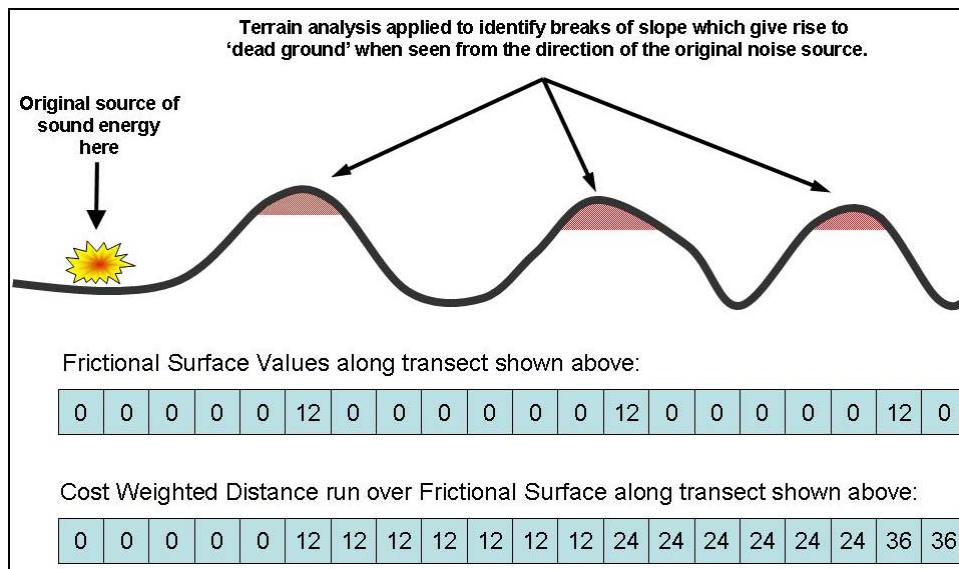 Terrain analysis applied to identify breaks of slope which give rise to
‘dead ground’ when seen from the direction of the original noise source.
Original source of
sound energy
here
Frictional Surface Values along transect shown above:
0 0 0 0 0 12 0 0 0 0 0 0 12 0 0 0 0 0 12 0
Cost Weighted Distance run over Frictional Surface along transect shown above:
0 0 0 0 0 12 12 12 12 12 12 12 24 24 24 24 24 24 36 36